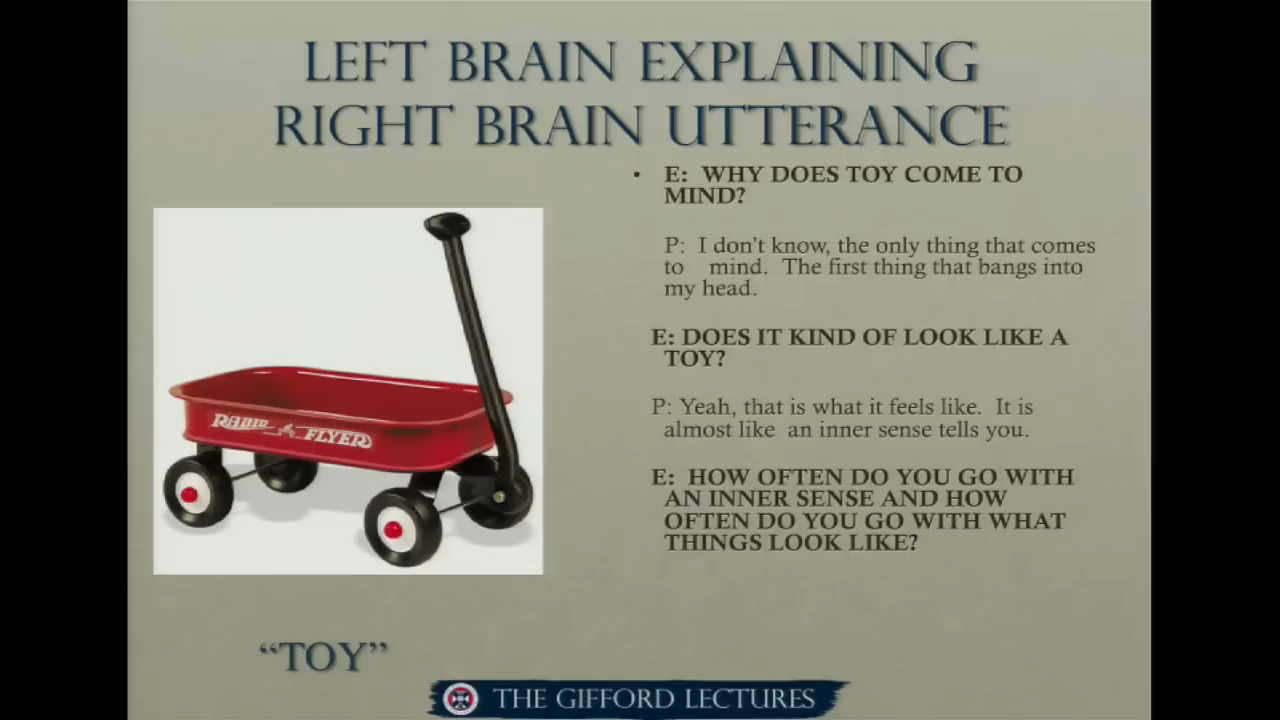 LEFT BRAIN EXPLAINING
RIGHT BRAIN UTTERANCE
• E: WHY DOES TOY COME TO
MIND?
P: I don't know, the only thing that comes
to mind. The first thing that bangs into
my head.
E: DOES IT KIND OF LOOK LIKE A
TOY?
P: Yeah, that is what it feels like. It is
almost like an inner sense tells you.
E: HOW OFTEN DO YOU GO WITH
AN INNER SENSE AND HOW
OFTEN DO YOU GO WITH WHAT
THINGS LOOK LIKE?
RADIO FLYER
“TOY”
THE GIFFORD LECTURES